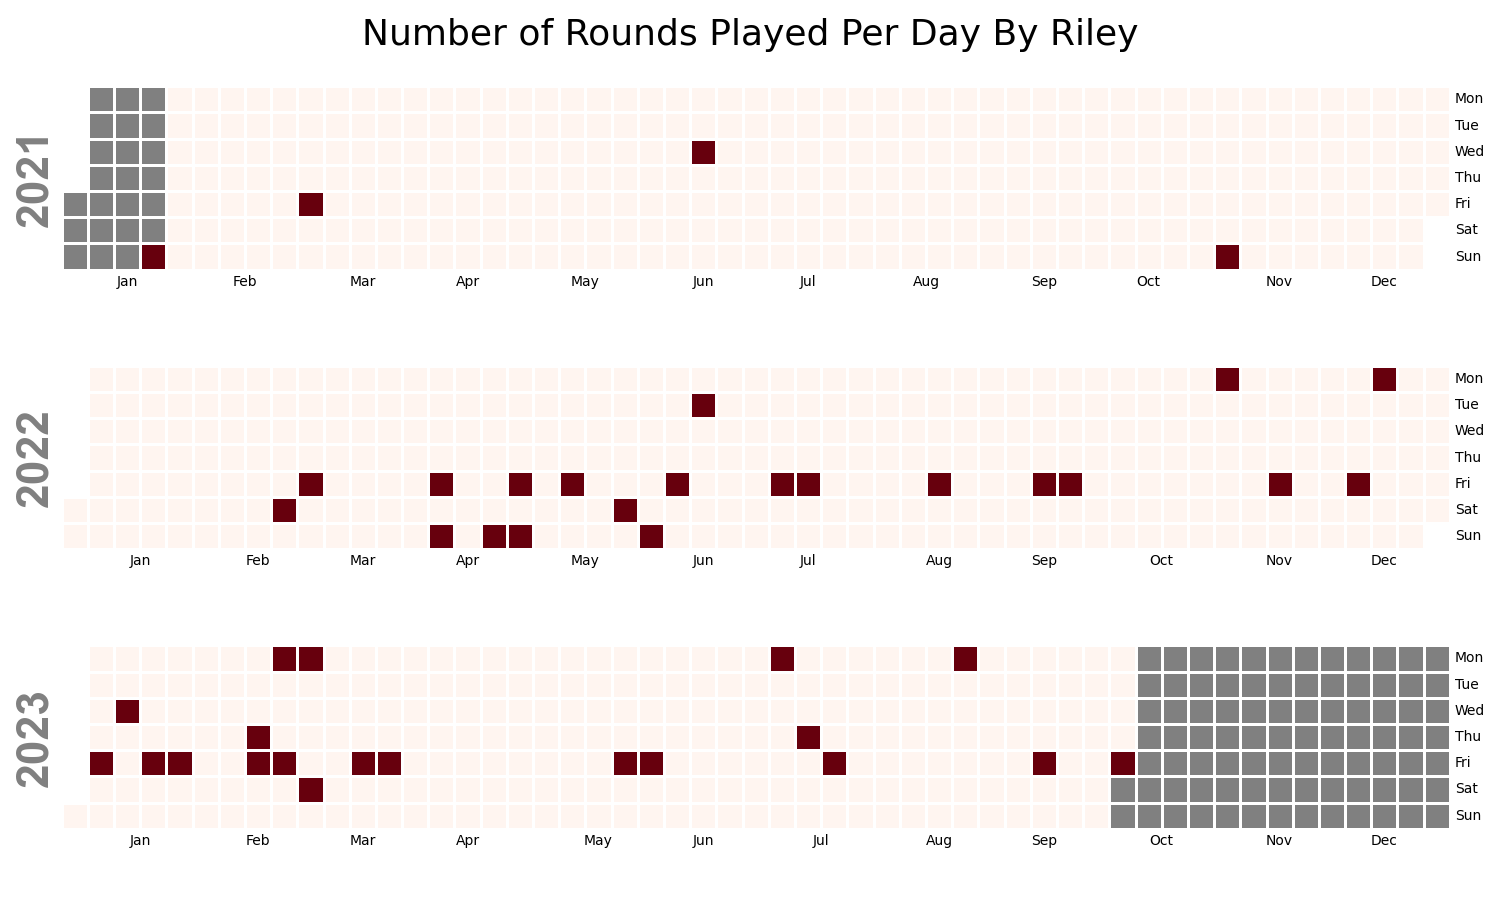 Number of Rounds Played Per Day By Riley
2021
Mon
Tue
Wed
Thu
Fri
Sat
Sun
Jan Feb Mar Apr May Jun Jul Aug Sep Oct Nov Dec
2022
Mon
Tue
Wed
Thu
Fri
Sat
Sun
Jan Feb Mar Apr May Jun Jul Aug Sep Oct Nov Dec
2023
Mon
Tue
Wed
Thu
Fri
Sat
Sun
Jan Feb Mar Apr May Jun Jul Aug Sep Oct Nov Dec